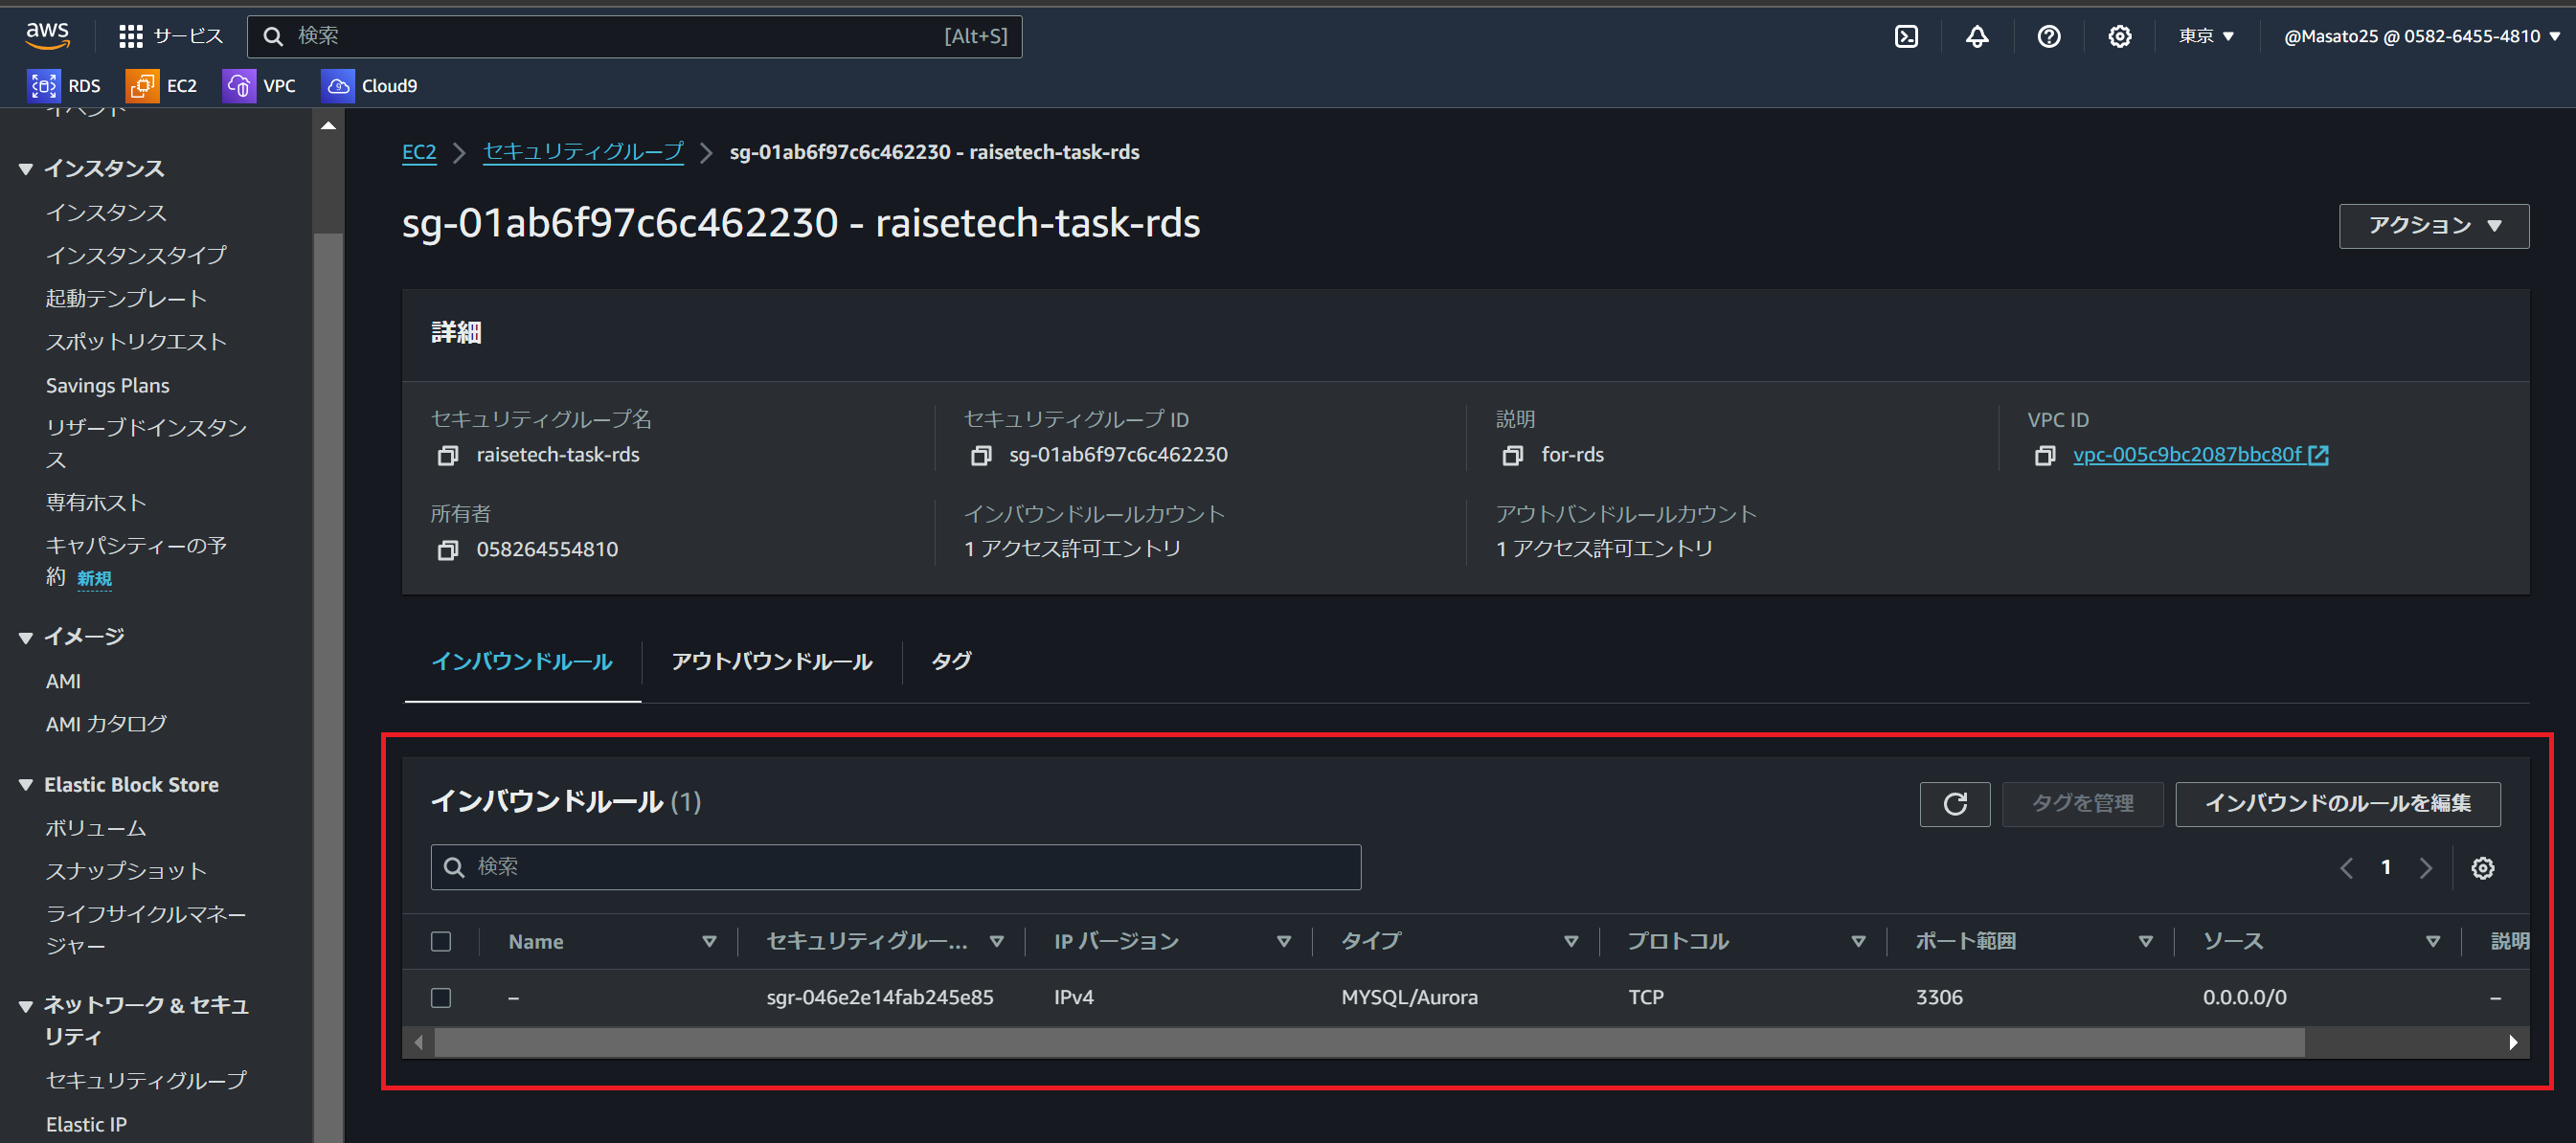 aws
サービス
検索
[Alt+S]
東京
@Masato25 @ 0582-6455-4810
RDS
EC2
VPC
Cloud9
イベント
インスタンス
インスタンス
インスタンスタイプ
起動テンプレート
スポットリクエスト
Savings Plans
リザーブドインスタン
ス
専有ホスト
キャパシティーの予
約 新規
イメージ
AMI
AMI カタログ
Elastic Block Store
ボリューム
スナップショット
ライフサイクルマネー
ジャー
ネットワーク & セキュ
リティ
セキュリティグループ
Elastic IP
EC2
セキュリティグループ
sg-01ab6f97c6c462230 - raisetech-task-rds
sg-01ab6f97c6c462230 - raisetech-task-rds
アクション
詳細
セキュリティグループ名
raisetech-task-rds
セキュリティグループ ID
sg-01ab6f97c6c462230
説明
for-rds
VPC ID
vpc-005c9bc2087bbc80f
所有者
058264554810
インバウンドルールカウント
1 アクセス許可エントリ
アウトバンドルールカウント
1 アクセス許可エントリ
インバウンドルール
アウトバウンドルール
タグ
インバウンドルール (1)
タグを管理
インバウンドのルールを編集
検索
1
Name
セキュリティグルー...
IP バージョン
タイプ
プロトコル
ポート範囲
ソース
説明
–
sgr-046e2e14fab245e85
IPv4
MYSQL/Aurora
TCP
3306
0.0.0.0/0
–